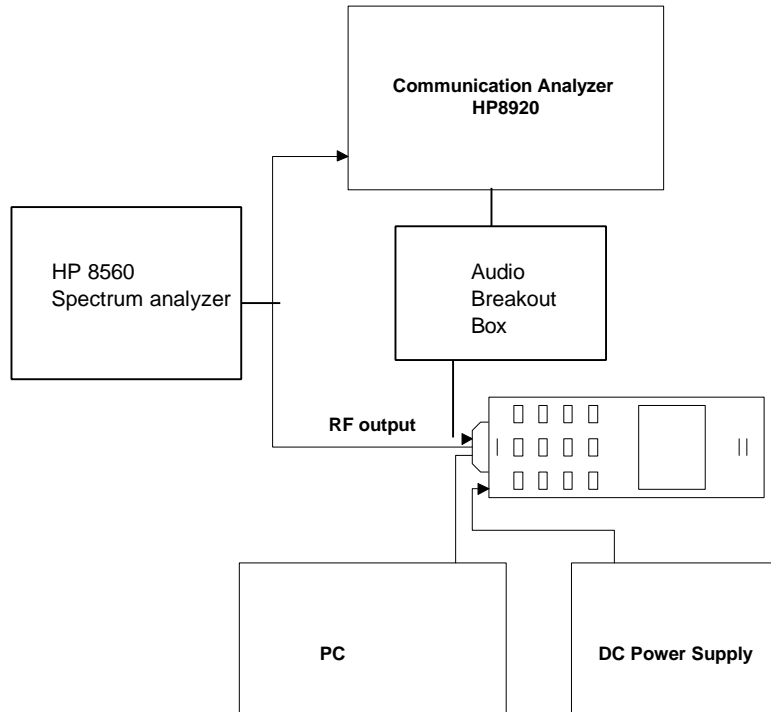 Communication Analyzer
HP8920
HP 8560
Spectrum analyzer
Audio
Breakout
Box
RF output
PC
DC Power Supply